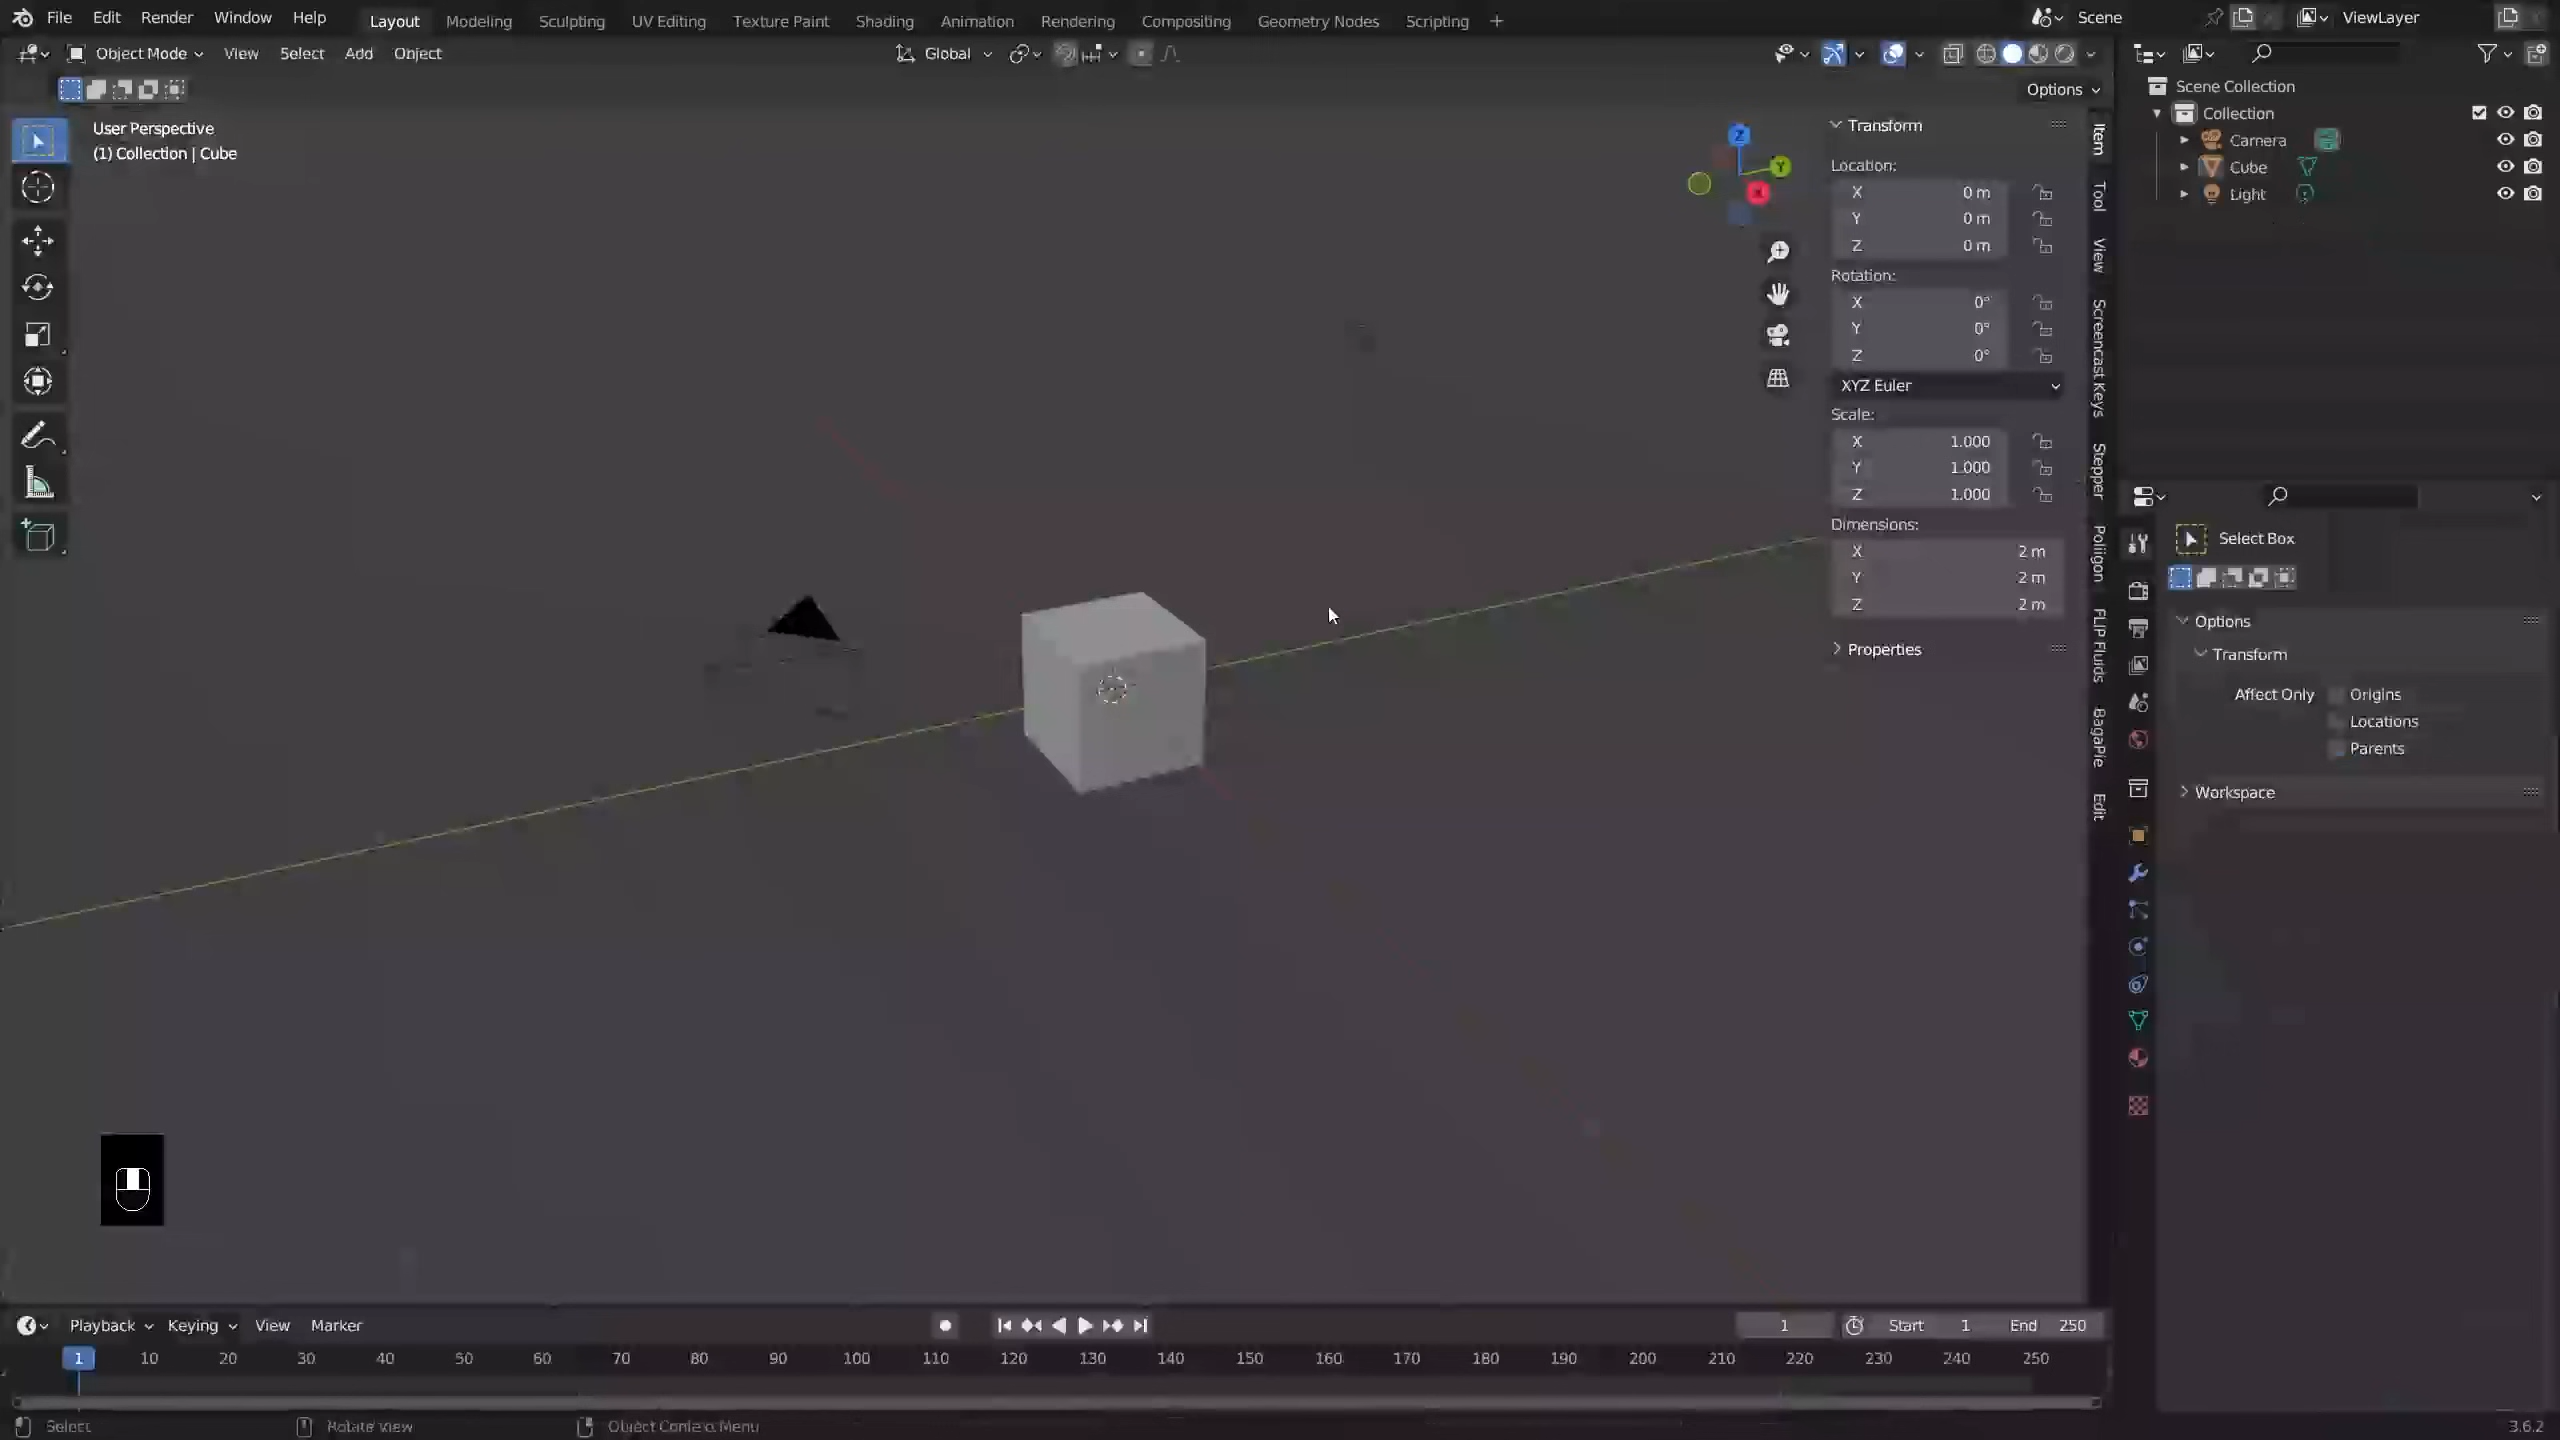 File Edit Render Window Help Layout Modeling Sculpting UV Editing Texture Paint Shading Animation Rendering Compositing Geometry Nodes Scripting + Scene ViewLayer
Object Mode View Select Add Object Global
Options
User Perspective
(1) Collection | Cube
Transform
Location:
X 0 m
Y 0 m
Z 0 m
Rotation:
X 0°
Y 0°
Z 0°
XYZ Euler
Scale:
X 1.000
Y 1.000
Z 1.000
Dimensions:
X 2 m
Y 2 m
Z 2 m
Properties
Item
Tool
View
Screencast Keys
Stepper
Poliigon
FLIP Fluids
BagaPie
Edit
Z
Y
X
Scene Collection
Collection
Camera
Cube
Light
Select Box
Options
Transform
Affect Only Origins
Locations
Parents
Workspace
Playback Keying View Marker 1 Start 1 End 250
1 10 20 30 40 50 60 70 80 90 100 110 120 130 140 150 160 170 180 190 200 210 220 230 240 250
Select Rotate View Object Context Menu 3.6.2